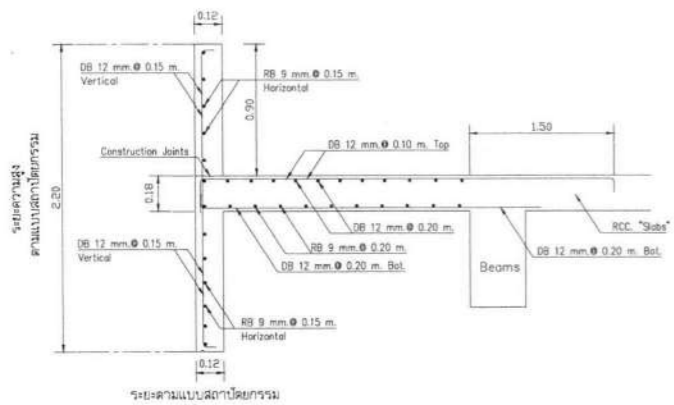 0.12
DB 12 mm.@ 0.15 m.
Vertical
RB 9 mm.@ 0.15 m.
Horizontal
0.90
1.50
Construction Joints
DB 12 mm.@ 0.10 m. Top
ระยะความสูง
ตามแบบสถาปัตยกรรม
2.20
0.18
DB 12 mm.@ 0.20 m.
RCC. "Slabs"
DB 12 mm.@ 0.15 m.
Vertical
RB 9 mm.@ 0.20 m.
DB 12 mm.@ 0.20 m. Bot.
DB 12 mm.@ 0.20 m. Bot.
Beams
RB 9 mm.@ 0.15 m.
Horizontal
0.12
ระยะตามแบบสถาปัตยกรรม